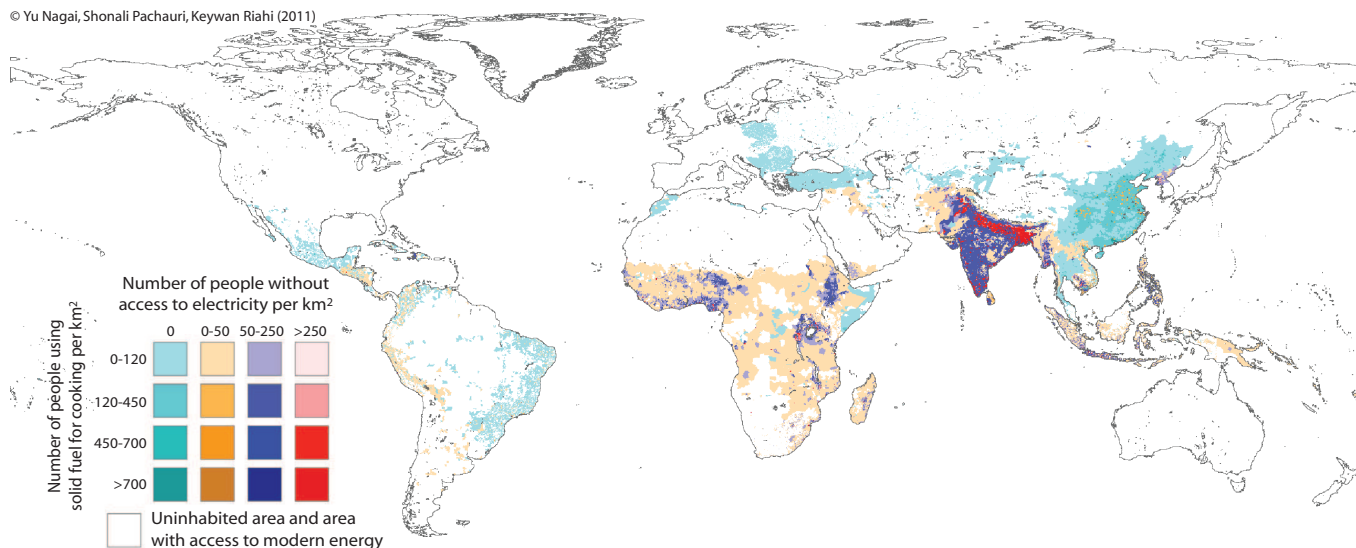 © Yu Nagai, Shonali Pachauri, Keywan Riahi (2011)
Number of people without
access to electricity per km²
0 0-50 50-250 >250
Number of people using
solid fuel for cooking per km²
0-120
120-450
450-700
>700
Uninhabited area and area
with access to modern energy